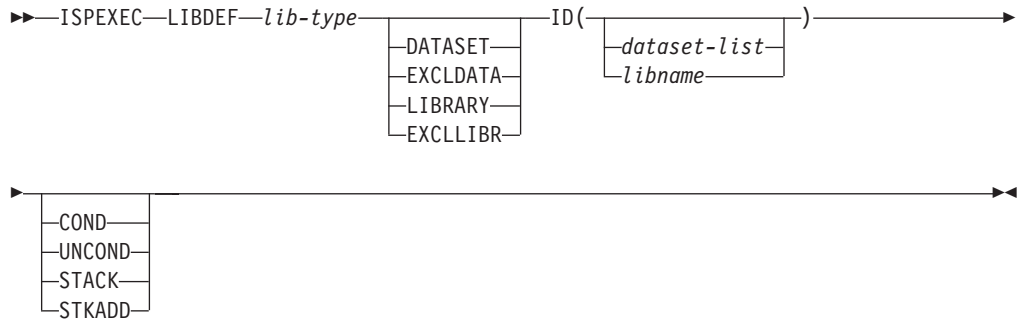 ISPEXEC LIBDEF lib-type ID( )
DATASET dataset-list
EXCLDATA libname
LIBRARY
EXCLLIBR
COND
UNCOND
STACK
STKADD